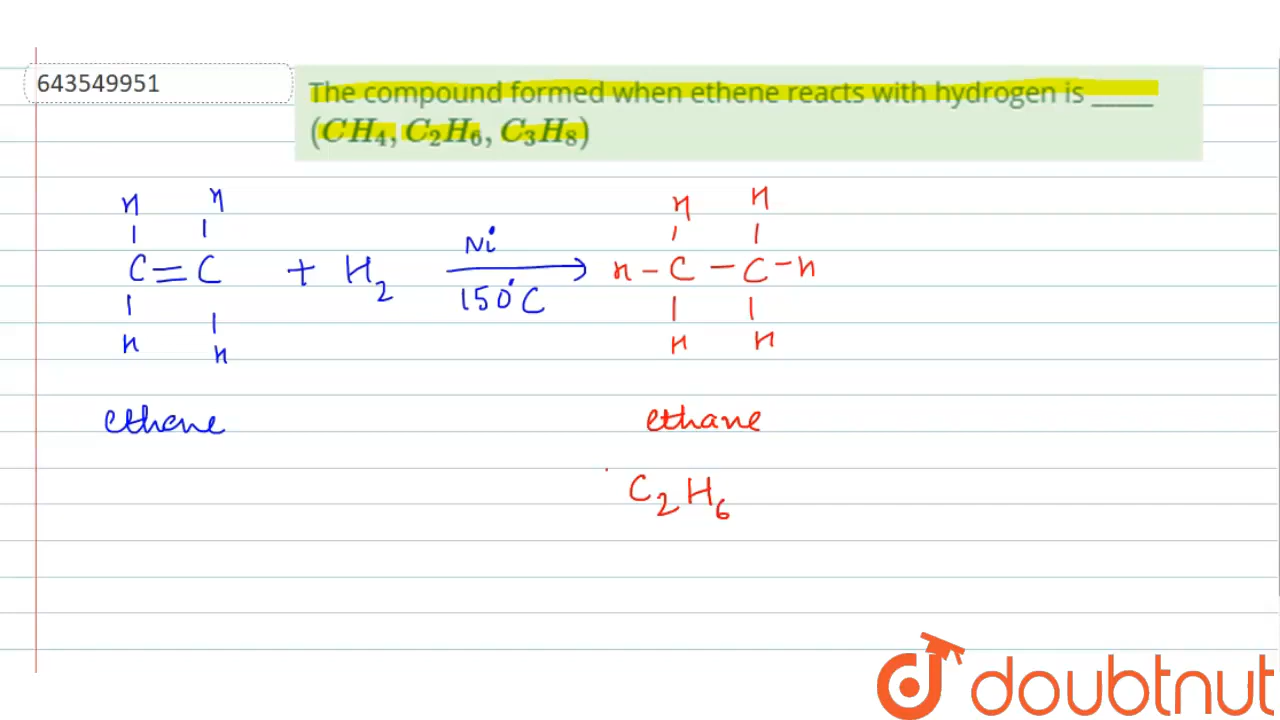 643549951
The compound formed when ethene reacts with hydrogen is _____
(CH₄, C₂H₆, C₃H₈)
H H H H
C=C + H₂ Ni 150°C H-C-C-H
H H H H
ethene ethane
C₂H₆
doubtnut